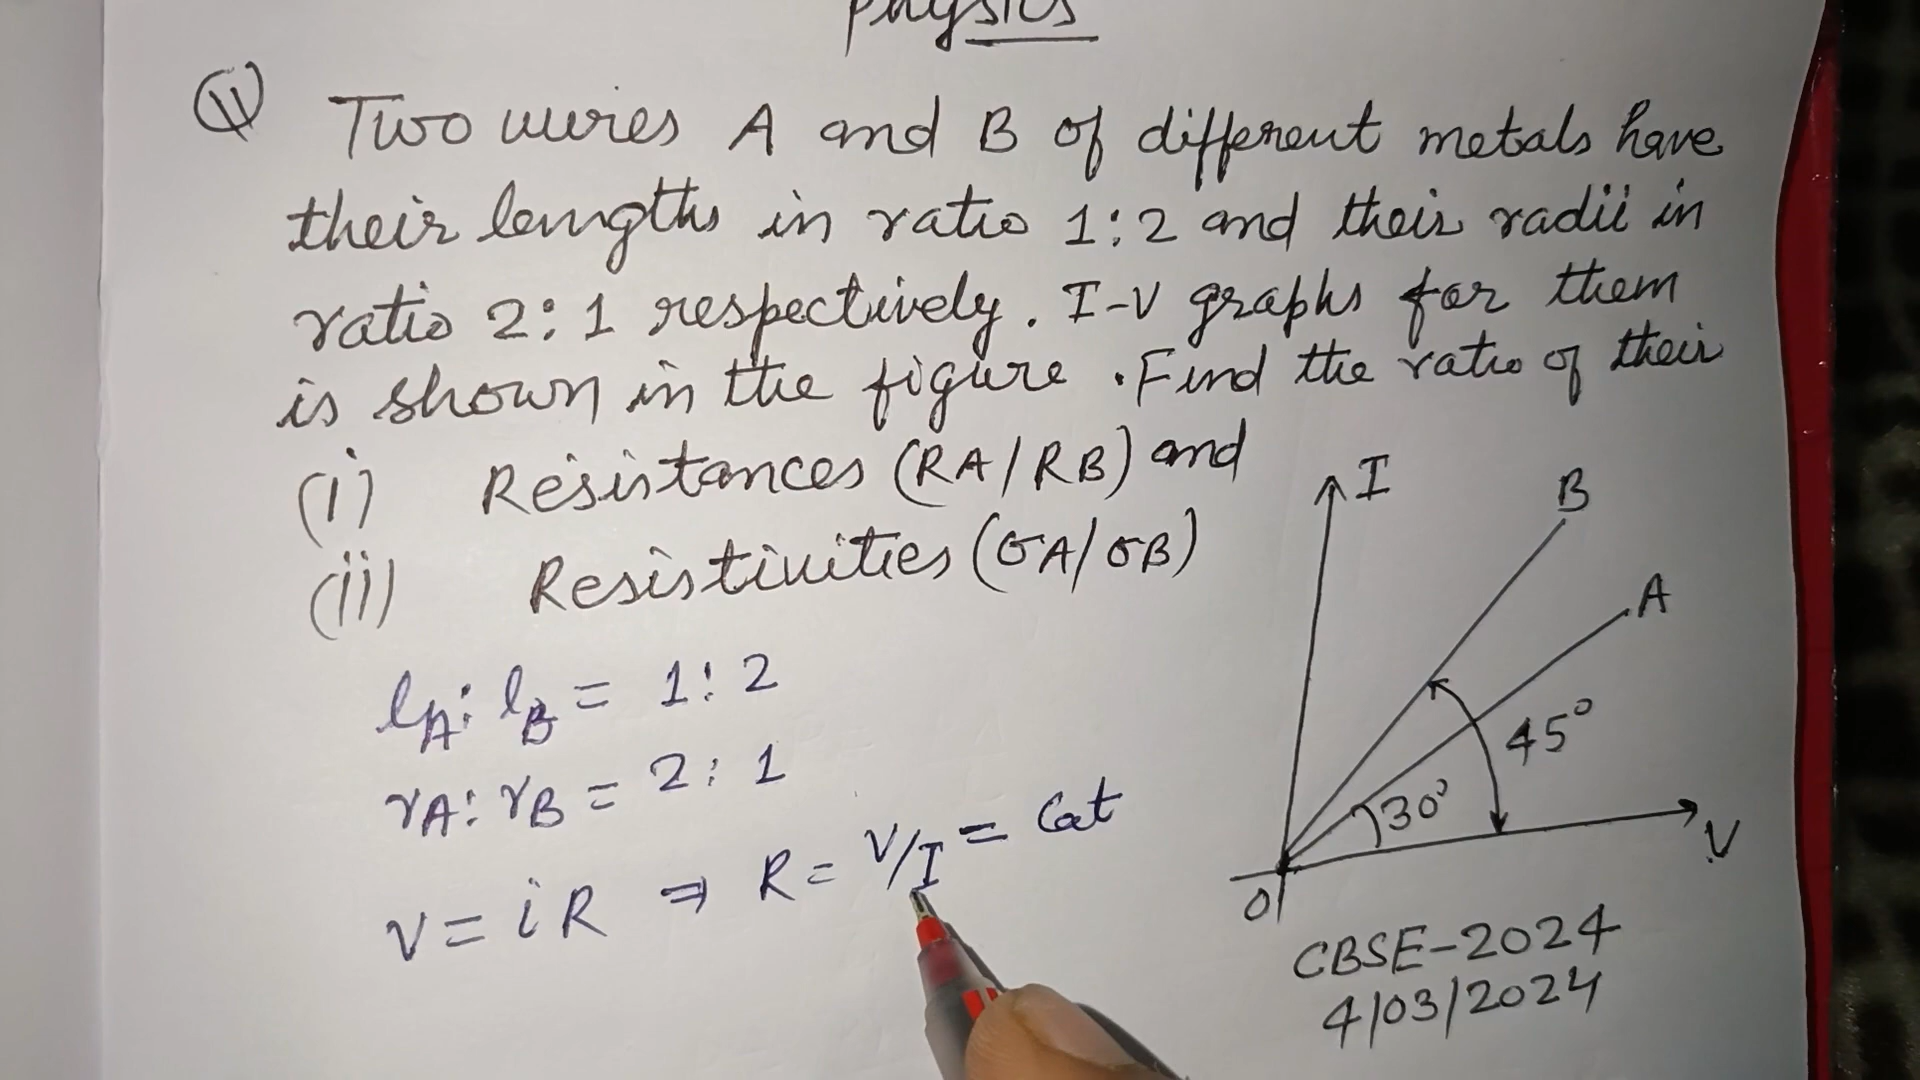 Physics
11 Two wires A and B of different metals have
their lengths in ratio 1:2 and their radii in
ratio 2:1 respectively. I-V graphs for them
is shown in the figure. Find the ratio of their
(i) Resistances (RA/RB) and
(ii) Resistivities (σA/σB)
lA : lB = 1 : 2
rA : rB = 2 : 1
V = iR ⇒ R = V/I = Cot
I
B
A
45°
30°
V
O
CBSE-2024
4/03/2024